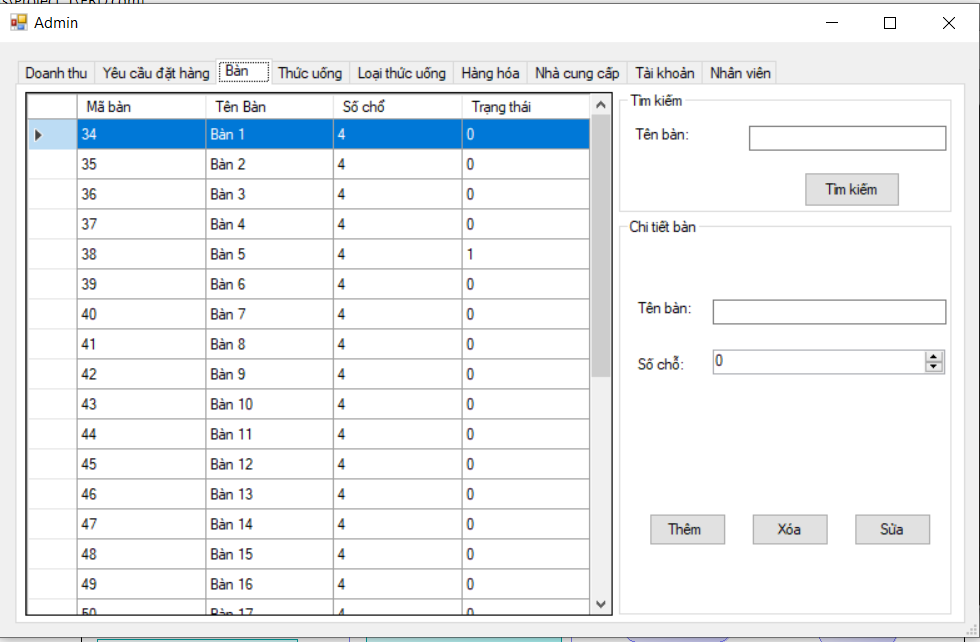 Admin
Doanh thu Yêu cầu đặt hàng Bàn Thức uống Loại thức uống Hàng hóa Nhà cung cấp Tài khoản Nhân viên
Mã bàn Tên Bàn Số chổ Trạng thái
34 Bàn 1 4 0
35 Bàn 2 4 0
36 Bàn 3 4 0
37 Bàn 4 4 0
38 Bàn 5 4 1
39 Bàn 6 4 0
40 Bàn 7 4 0
41 Bàn 8 4 0
42 Bàn 9 4 0
43 Bàn 10 4 0
44 Bàn 11 4 0
45 Bàn 12 4 0
46 Bàn 13 4 0
47 Bàn 14 4 0
48 Bàn 15 4 0
49 Bàn 16 4 0
50 Bàn 17 4 0
Tìm kiếm
Tên bàn:
Tìm kiếm
Chi tiết bàn
Tên bàn:
Số chỗ: 0
Thêm Xóa Sửa